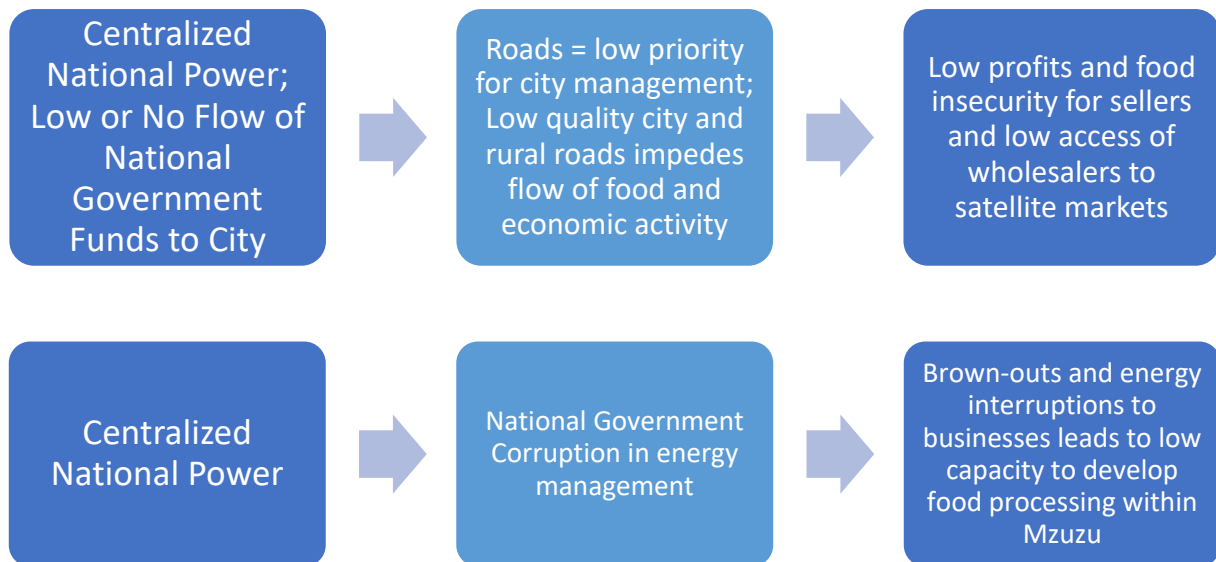 Centralized
National Power;
Low or No Flow of
National
Government
Funds to City
Roads = low priority
for city management;
Low quality city and
rural roads impedes
flow of food and
economic activity
Low profits and food
insecurity for sellers
and low access of
wholesalers to
satellite markets
Centralized
National Power
National Government
Corruption in energy
management
Brown-outs and energy
interruptions to
businesses leads to low
capacity to develop
food processing within
Mzuzu